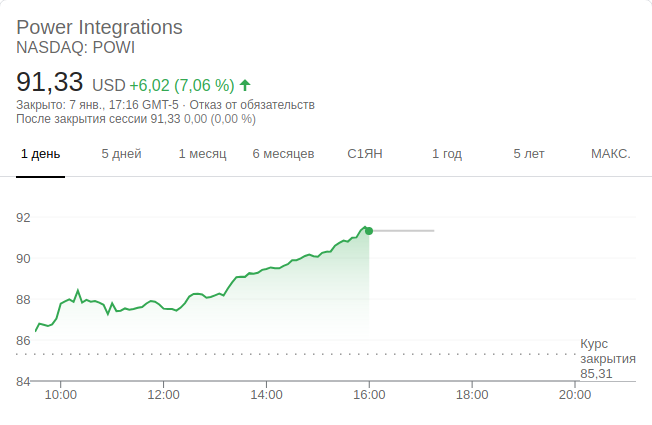 Power Integrations
NASDAQ: POWI
91,33 USD +6,02 (7,06 %)
Закрыто: 7 янв., 17:16 GMT-5 · Отказ от обязательств
После закрытия сессии 91,33 0,00 (0,00 %)
1 день 5 дней 1 месяц 6 месяцев С1ЯН 1 год 5 лет МАКС.
92
90
88
86
Курс
закрытия
85,31
84
10:00 12:00 14:00 16:00 18:00 20:00